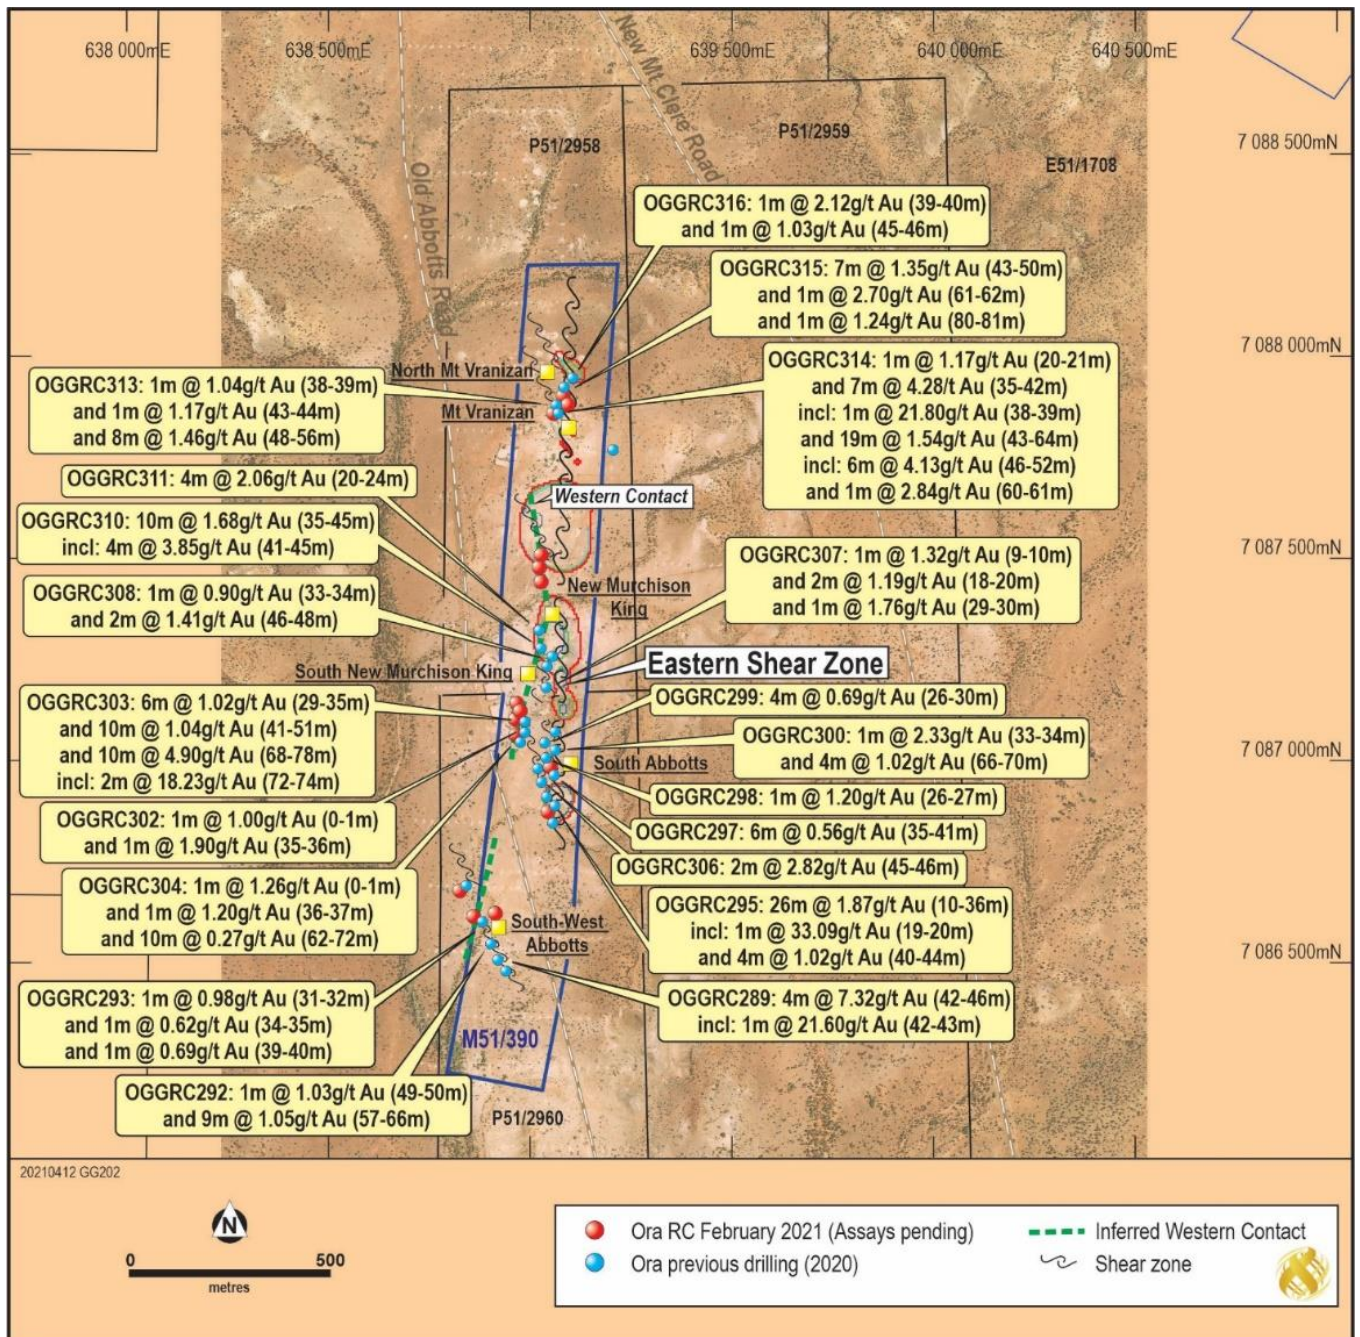 638 000mE
638 500mE
639 500mE
640 000mE
640 500mE
New Mt Clere Road
Old Abbotts Road
P51/2958
P51/2959
E51/1708
7 088 500mN
7 088 000mN
7 087 500mN
7 087 000mN
7 086 500mN
OGGRC316: 1m @ 2.12g/t Au (39-40m)
and 1m @ 1.03g/t Au (45-46m)
OGGRC315: 7m @ 1.35g/t Au (43-50m)
and 1m @ 2.70g/t Au (61-62m)
and 1m @ 1.24g/t Au (80-81m)
OGGRC314: 1m @ 1.17g/t Au (20-21m)
and 7m @ 4.28g/t Au (35-42m)
incl: 1m @ 21.80g/t Au (38-39m)
and 19m @ 1.54g/t Au (43-64m)
incl: 6m @ 4.13g/t Au (46-52m)
and 1m @ 2.84g/t Au (60-61m)
North Mt Vranizan
Mt Vranizan
OGGRC313: 1m @ 1.04g/t Au (38-39m)
and 1m @ 1.17g/t Au (43-44m)
and 8m @ 1.46g/t Au (48-56m)
OGGRC311: 4m @ 2.06g/t Au (20-24m)
OGGRC310: 10m @ 1.68g/t Au (35-45m)
incl: 4m @ 3.85g/t Au (41-45m)
OGGRC308: 1m @ 0.90g/t Au (33-34m)
and 2m @ 1.41g/t Au (46-48m)
Western Contact
New Murchison
King
OGGRC307: 1m @ 1.32g/t Au (9-10m)
and 2m @ 1.19g/t Au (18-20m)
and 1m @ 1.76g/t Au (29-30m)
South New Murchison King
Eastern Shear Zone
OGGRC303: 6m @ 1.02g/t Au (29-35m)
and 10m @ 1.04g/t Au (41-51m)
and 10m @ 4.90g/t Au (68-78m)
incl: 2m @ 18.23g/t Au (72-74m)
OGGRC299: 4m @ 0.69g/t Au (26-30m)
OGGRC300: 1m @ 2.33g/t Au (33-34m)
and 4m @ 1.02g/t Au (66-70m)
South Abbotts
OGGRC298: 1m @ 1.20g/t Au (26-27m)
OGGRC297: 6m @ 0.56g/t Au (35-41m)
OGGRC306: 2m @ 2.82g/t Au (45-46m)
OGGRC302: 1m @ 1.00g/t Au (0-1m)
and 1m @ 1.90g/t Au (35-36m)
OGGRC304: 1m @ 1.26g/t Au (0-1m)
and 1m @ 1.20g/t Au (36-37m)
and 10m @ 0.27g/t Au (62-72m)
OGGRC295: 26m @ 1.87g/t Au (10-36m)
incl: 1m @ 33.09g/t Au (19-20m)
and 4m @ 1.02g/t Au (40-44m)
South-West
Abbotts
OGGRC293: 1m @ 0.98g/t Au (31-32m)
and 1m @ 0.62g/t Au (34-35m)
and 1m @ 0.69g/t Au (39-40m)
OGGRC289: 4m @ 7.32g/t Au (42-46m)
incl: 1m @ 21.60g/t Au (42-43m)
M51/390
OGGRC292: 1m @ 1.03g/t Au (49-50m)
and 9m @ 1.05g/t Au (57-66m)
P51/2960
20210412 GG202
N
0
500
metres
Ora RC February 2021 (Assays pending)
Ora previous drilling (2020)
Inferred Western Contact
Shear zone